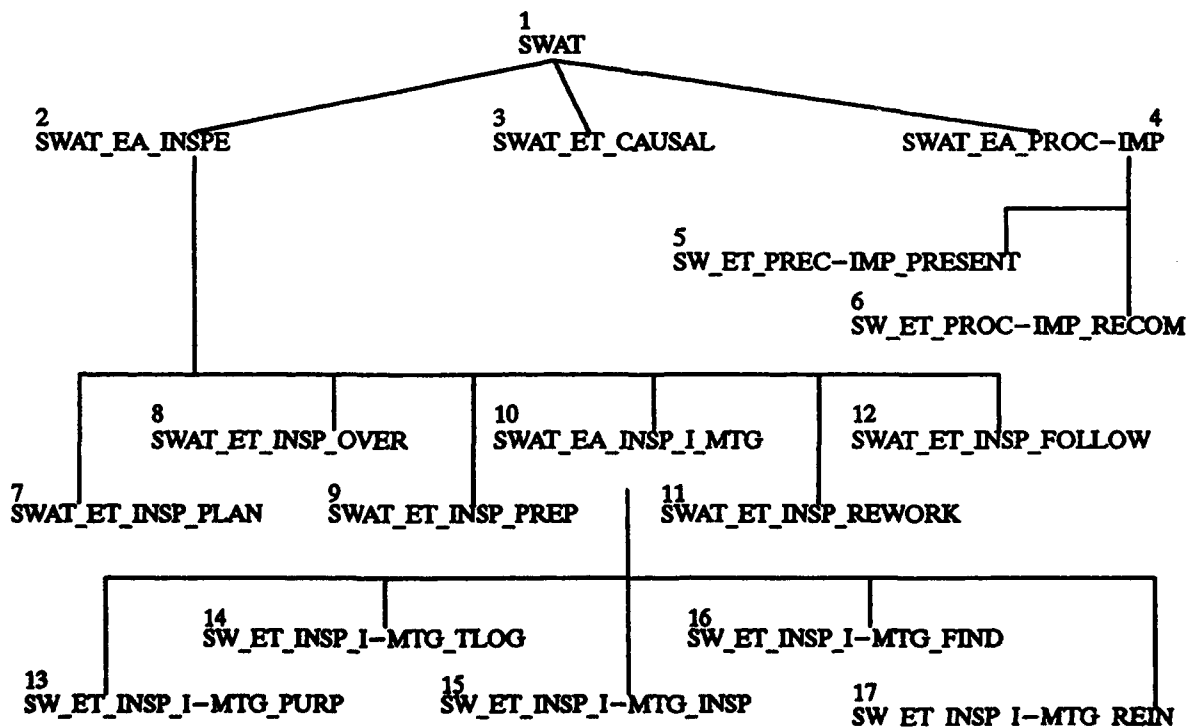 1
SWAT
2
SWAT_EA_INSPE
3
SWAT_ET_CAUSAL
4
SWAT_EA_PROC-IMP
5
SW_ET_PREC-IMP_PRESENT
6
SW_ET_PROC-IMP_RECOM
8
SWAT_ET_INSP_OVER
10
SWAT_EA_INSP_I_MTG
12
SWAT_ET_INSP_FOLLOW
7
SWAT_ET_INSP_PLAN
9
SWAT_ET_INSP_PREP
11
SWAT_ET_INSP_REWORK
14
SW_ET_INSP_I-MTG_TLOG
16
SW_ET_INSP_I-MTG_FIND
13
SW_ET_INSP_I-MTG_PURP
15
SW_ET_INSP_I-MTG_INSP
17
SW_ET_INSP_I-MTG_REIN